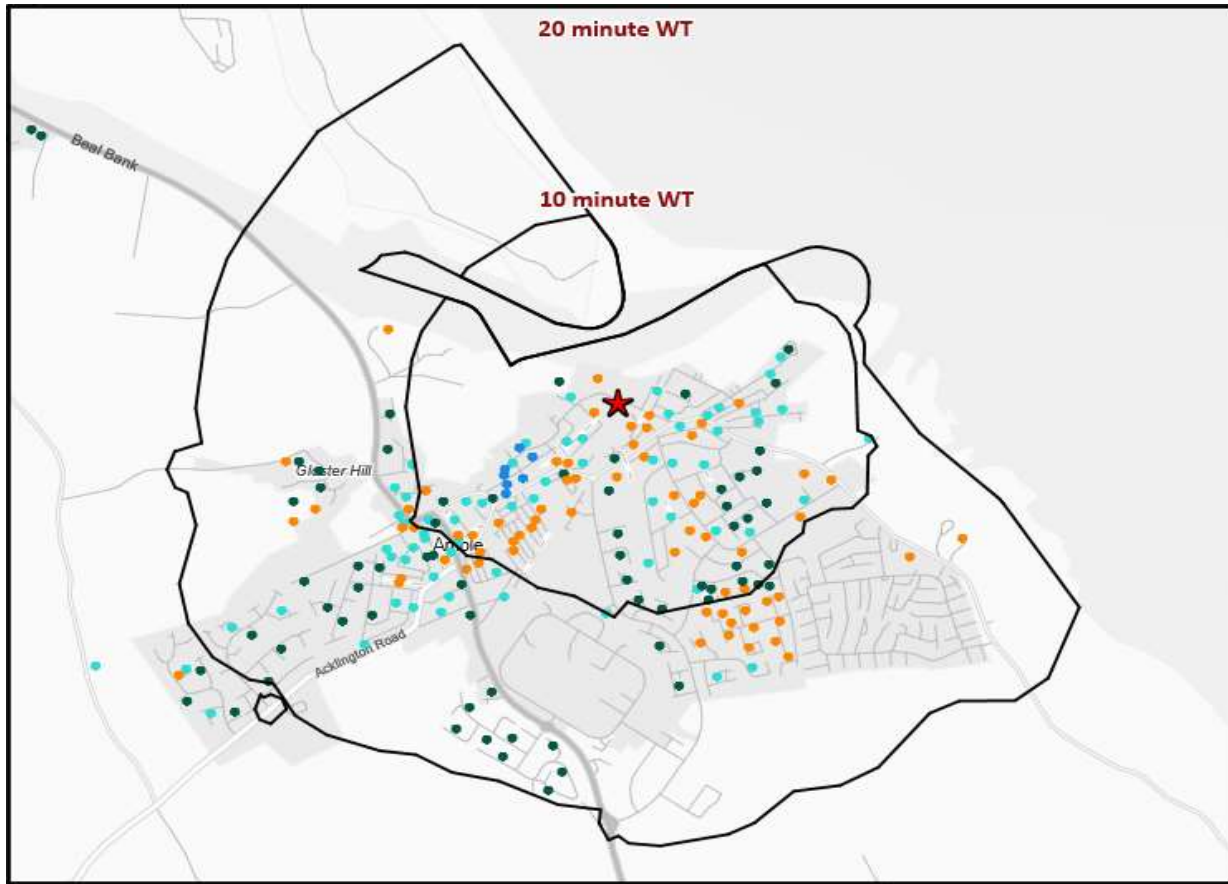 20 minute WT
Beal Bank
10 minute WT
Gloster Hill
Amble
Acklington Road